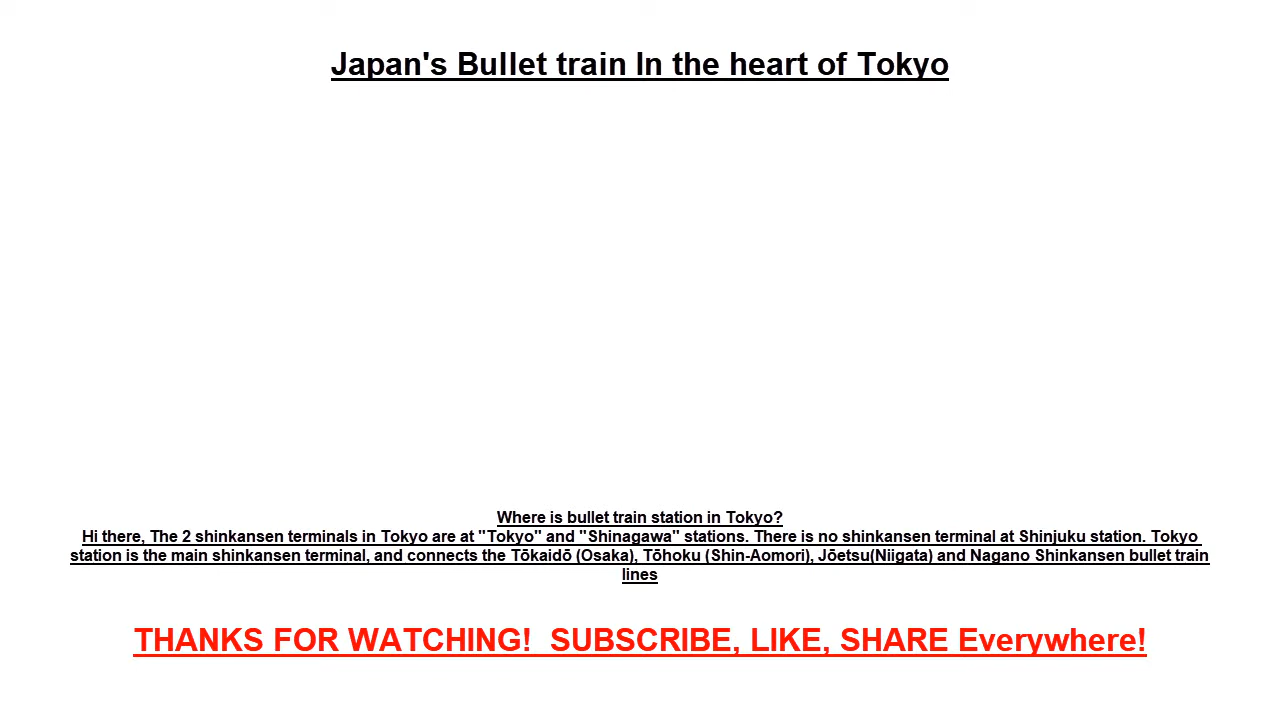 Japan's Bullet train In the heart of Tokyo
Where is bullet train station in Tokyo?
Hi there, The 2 shinkansen terminals in Tokyo are at "Tokyo" and "Shinagawa" stations. There is no shinkansen terminal at Shinjuku station. Tokyo
station is the main shinkansen terminal, and connects the Tōkaidō (Osaka), Tōhoku (Shin-Aomori), Jōetsu(Niigata) and Nagano Shinkansen bullet train
lines
THANKS FOR WATCHING!  SUBSCRIBE, LIKE, SHARE Everywhere!